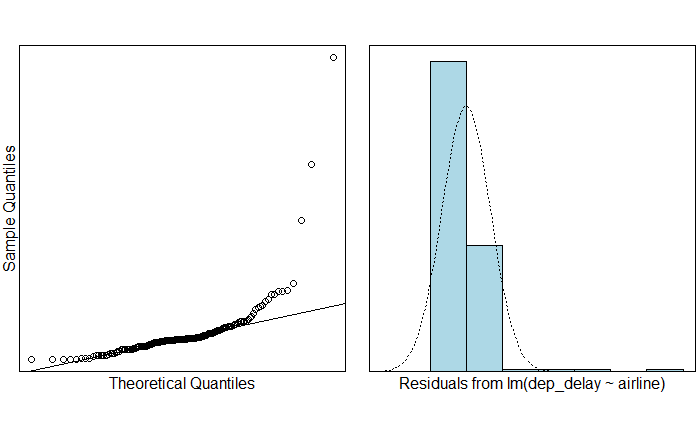 Sample Quantiles
Theoretical Quantiles
Residuals from lm(dep_delay ~ airline)